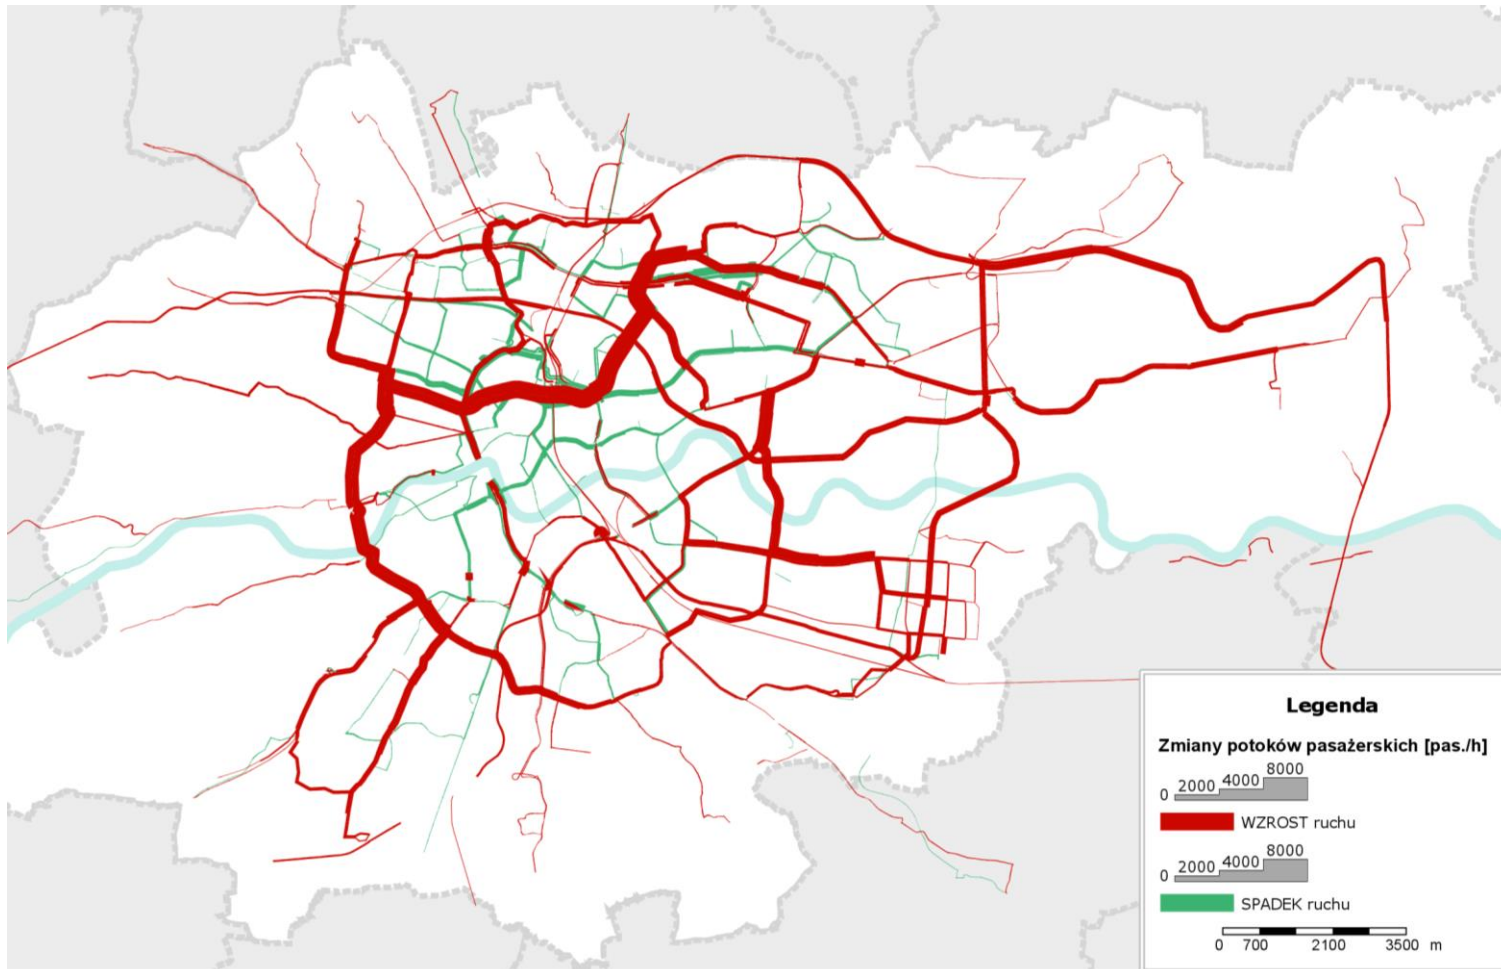 Legenda
Zmiany potoków pasażerskich [pas./h]
0 2000 4000 8000
WZROST ruchu
0 2000 4000 8000
SPADEK ruchu
0 700 2100 3500 m